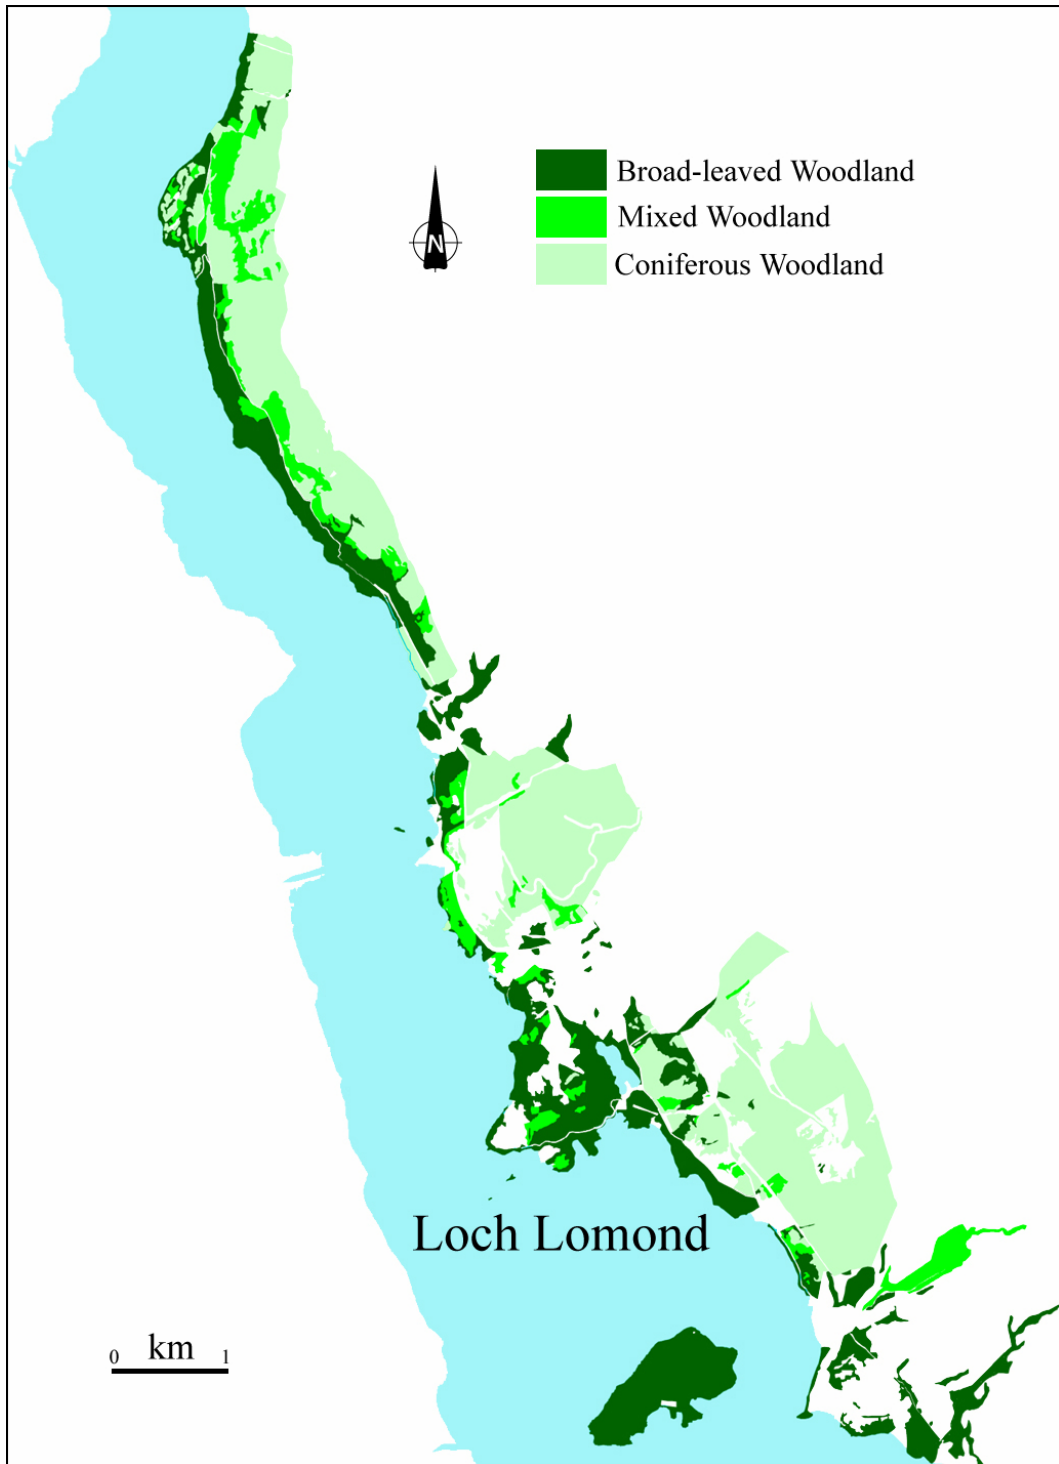 Broad-leaved Woodland
Mixed Woodland
N
Coniferous Woodland
Loch Lomond
0 km 1